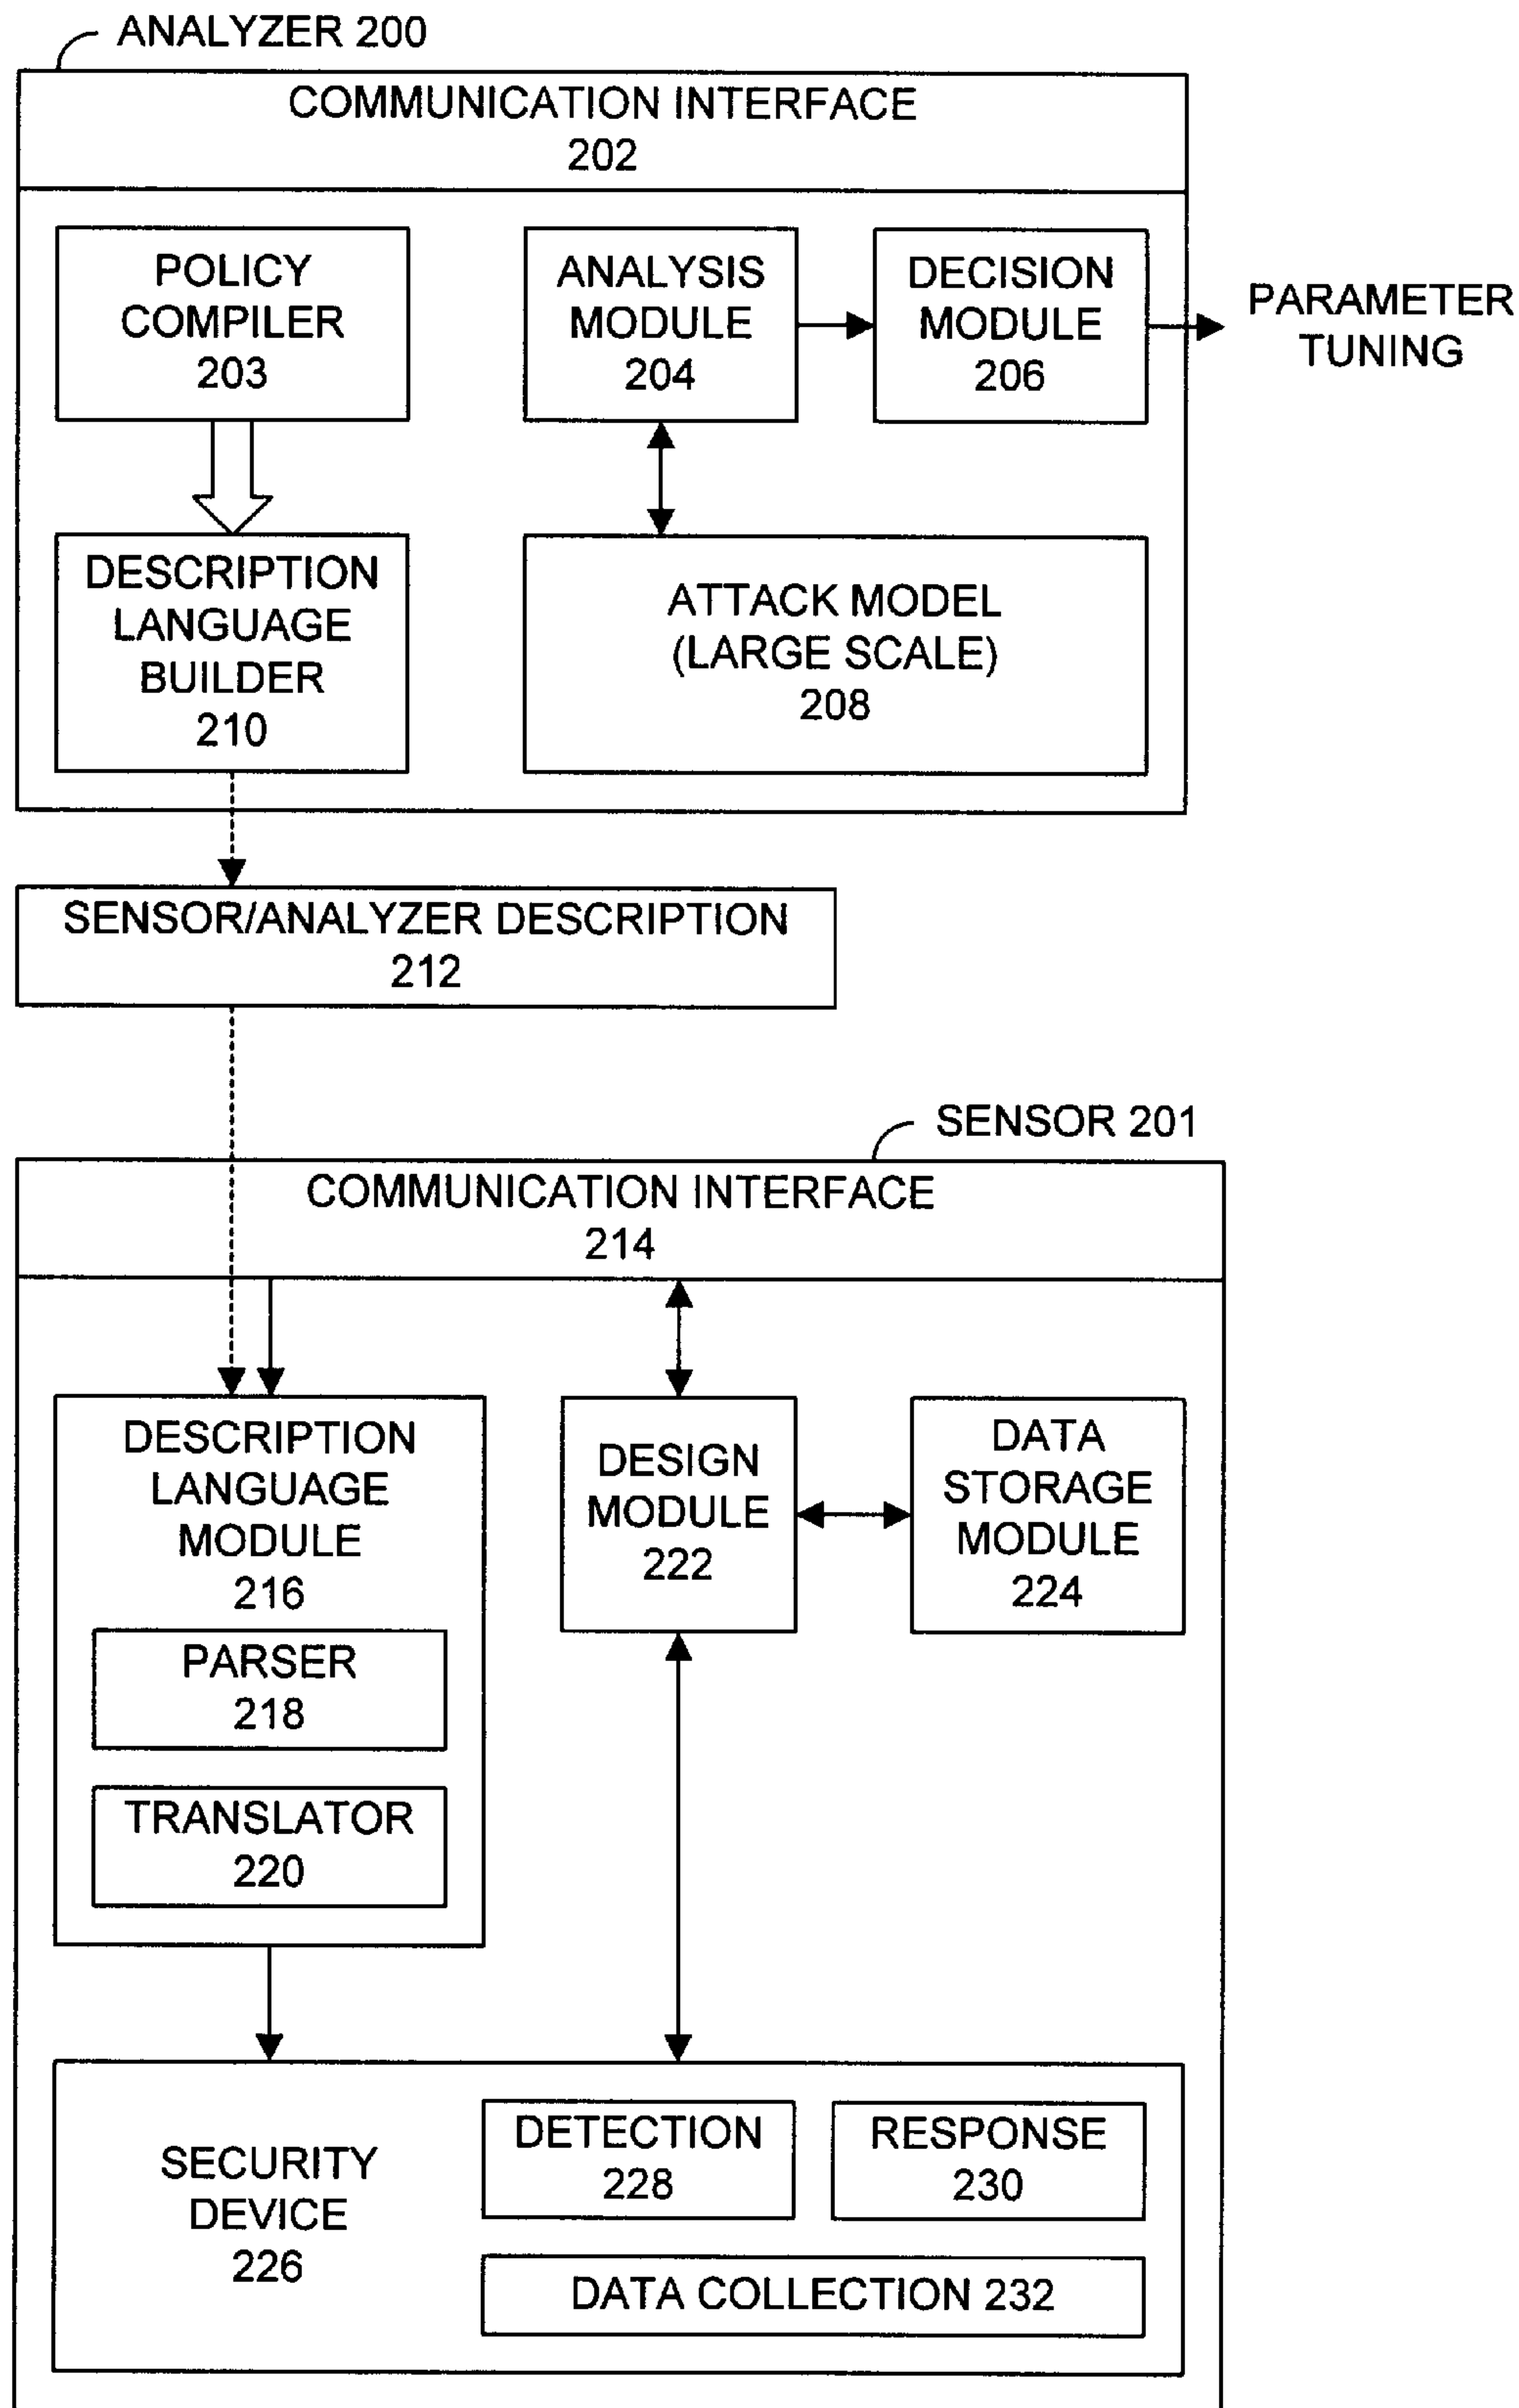 ANALYZER 200
COMMUNICATION INTERFACE
202
POLICY
COMPILER
203
ANALYSIS
MODULE
204
DECISION
MODULE
206
PARAMETER
TUNING
DESCRIPTION
LANGUAGE
BUILDER
210
ATTACK MODEL
(LARGE SCALE)
208
SENSOR/ANALYZER DESCRIPTION
212
SENSOR 201
COMMUNICATION INTERFACE
214
DESCRIPTION
LANGUAGE
MODULE
216
PARSER
218
TRANSLATOR
220
DESIGN
MODULE
222
DATA
STORAGE
MODULE
224
SECURITY
DEVICE
226
DETECTION
228
RESPONSE
230
DATA COLLECTION 232